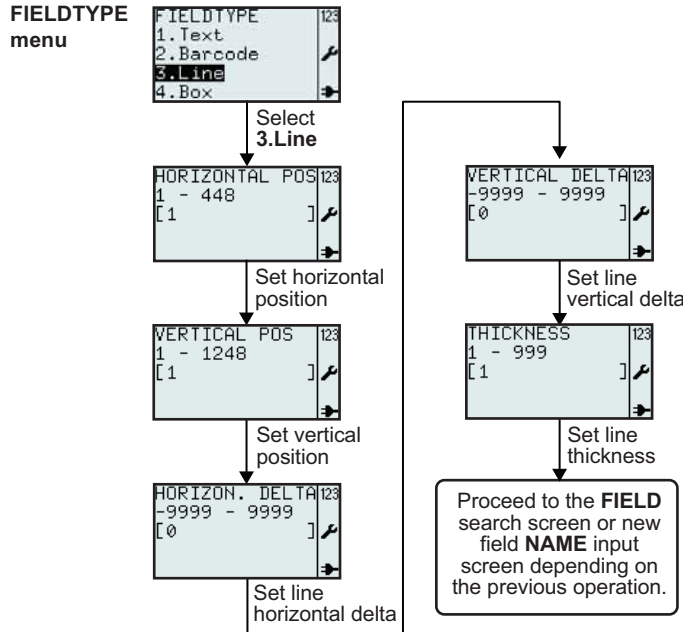 FIELDTYPE
menu
FIELDTYPE 123
1.Text
2.Barcode
3.Line
4.Box
Select
3.Line
HORIZONTAL POS 123
1 - 448
[1 ]
Set horizontal
position
VERTICAL POS 123
1 - 1248
[1 ]
Set vertical
position
HORIZON. DELTA 123
-9999 - 9999
[0 ]
Set line
horizontal delta
VERTICAL DELTA 123
-9999 - 9999
[0 ]
Set line
vertical delta
THICKNESS 123
1 - 999
[1 ]
Set line
thickness
Proceed to the FIELD
search screen or new
field NAME input
screen depending on
the previous operation.